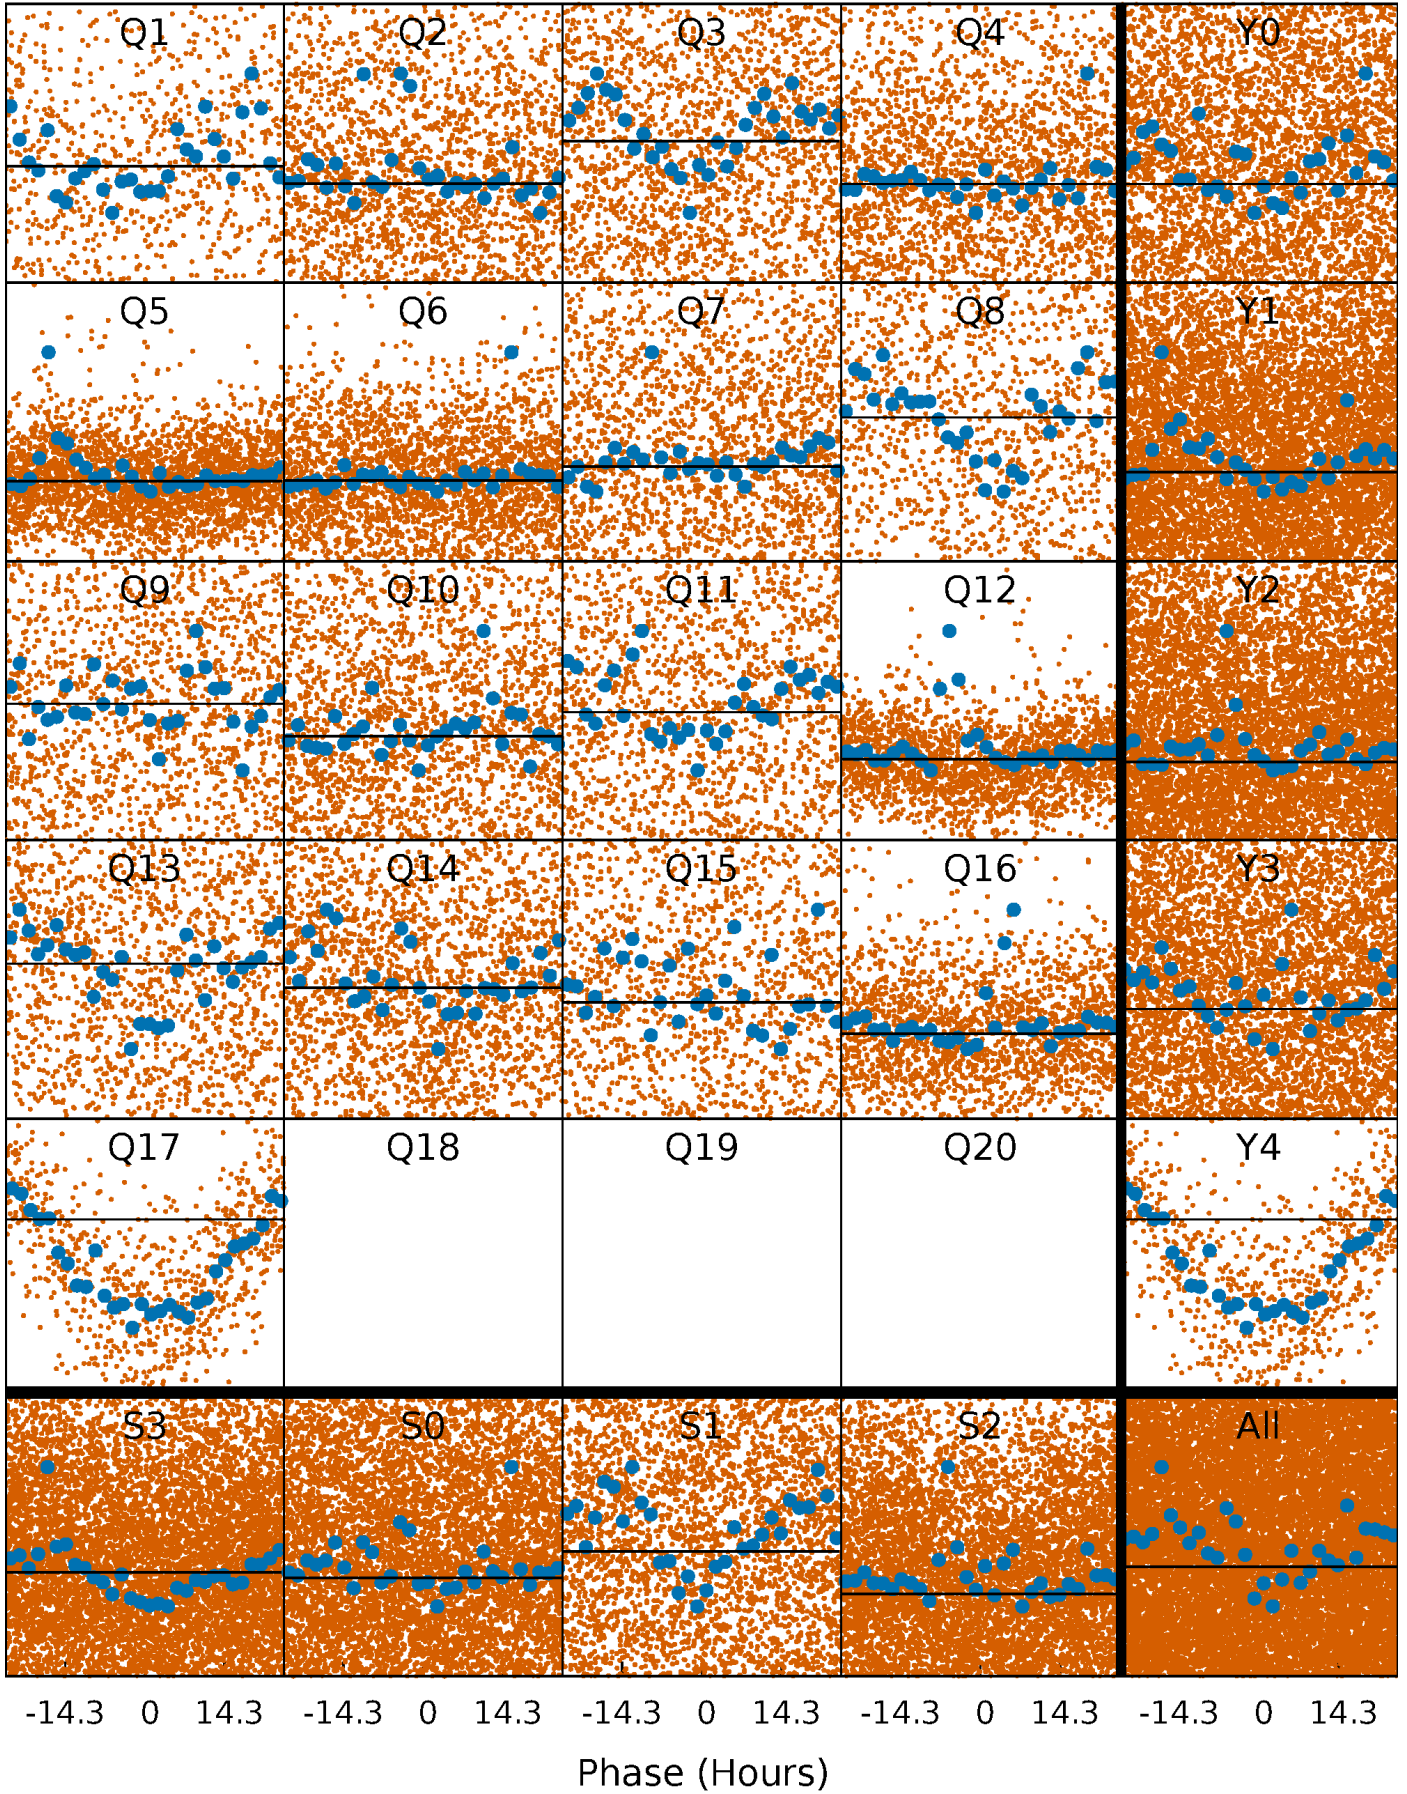 Q1 Q2 Q3 Q4 Y0
Q5 Q6 Q7 Q8 Y1
Q9 Q10 Q11 Q12 Y2
Q13 Q14 Q15 Q16 Y3
Q17 Q18 Q19 Q20 Y4
S3 S0 S1 S2 All
-14.3 0 14.3 -14.3 0 14.3 -14.3 0 14.3 -14.3 0 14.3 -14.3 0 14.3
Phase (Hours)